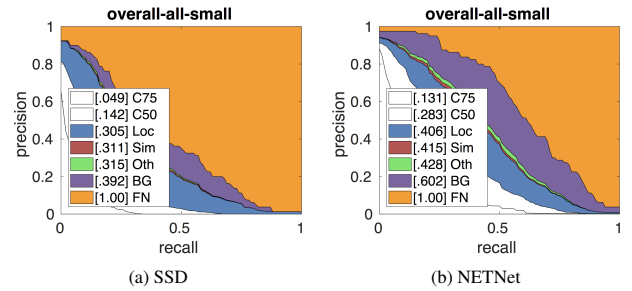 overall-all-small
1
0.8
0.6
0.4
0.2
0
precision
[.049] C75
[.142] C50
[.305] Loc
[.311] Sim
[.315] Oth
[.392] BG
[1.00] FN
0
0.5
1
recall
(a) SSD
overall-all-small
1
0.8
0.6
0.4
0.2
0
precision
[.131] C75
[.283] C50
[.406] Loc
[.415] Sim
[.428] Oth
[.602] BG
[1.00] FN
0
0.5
1
recall
(b) NETNet